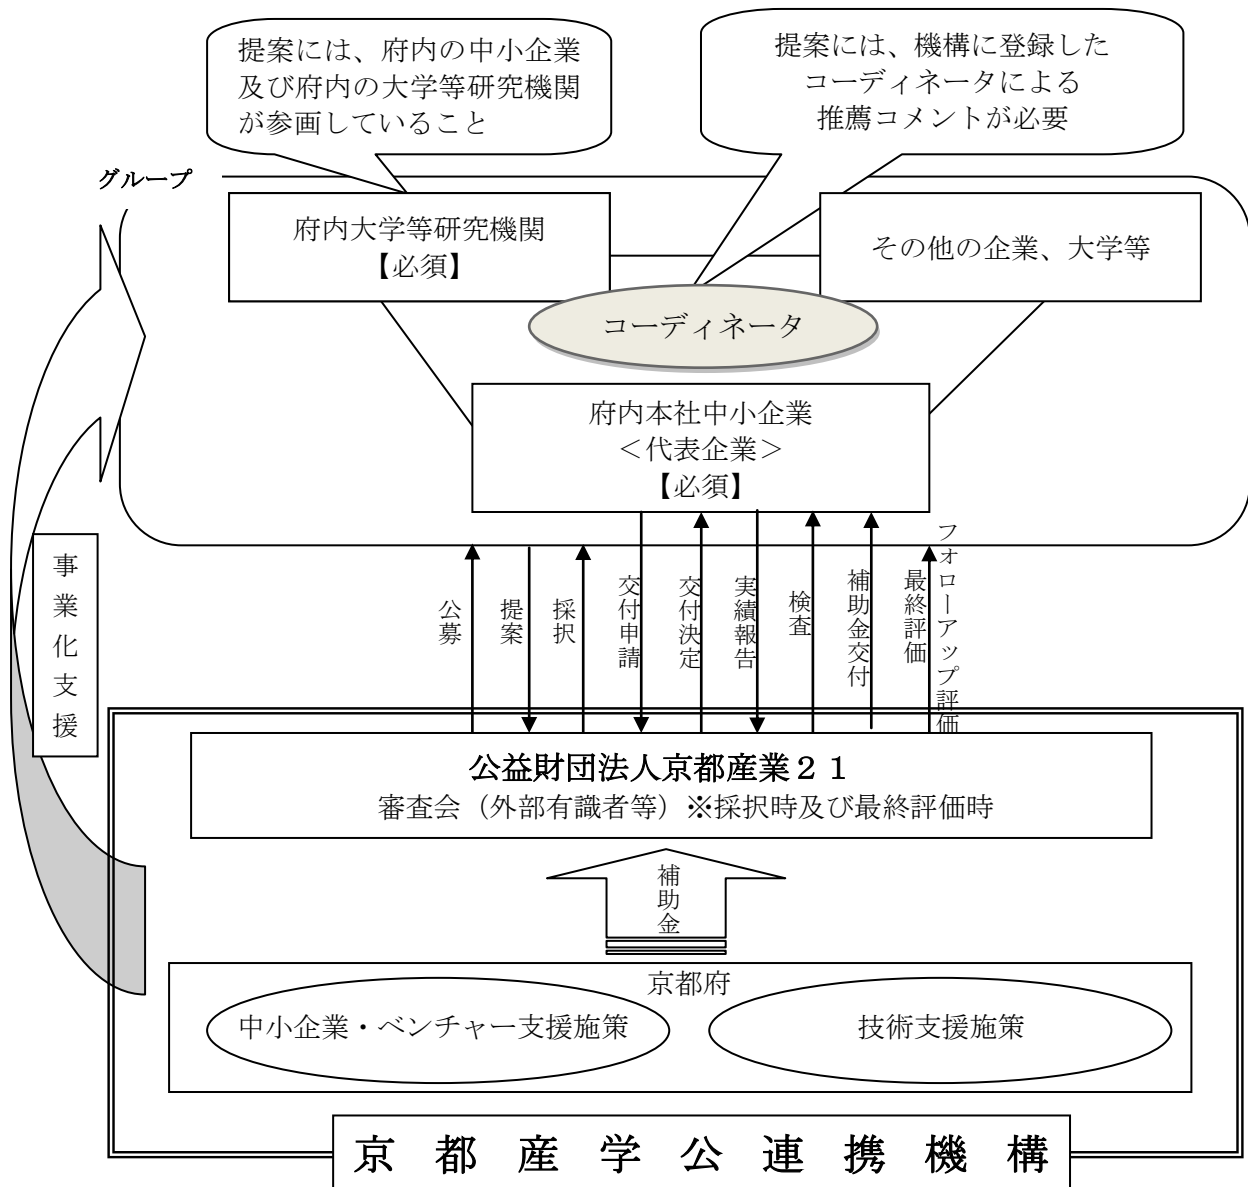 提案には、府内の中小企業
及び府内の大学等研究機関
が参画していること
提案には、機構に登録した
コーディネータによる
推薦コメントが必要
グループ
府内大学等研究機関
【必須】
その他の企業、大学等
コーディネータ
府内本社中小企業
＜代表企業＞
【必須】
事業化支援
公募
提案
採択
交付申請
交付決定
実績報告
検査
補助金交付
最終評価
フォローアップ評価
公益財団法人京都産業２１
審査会（外部有識者等）※採択時及び最終評価時
補助金
京都府
中小企業・ベンチャー支援施策
技術支援施策
京都産学公連携機構